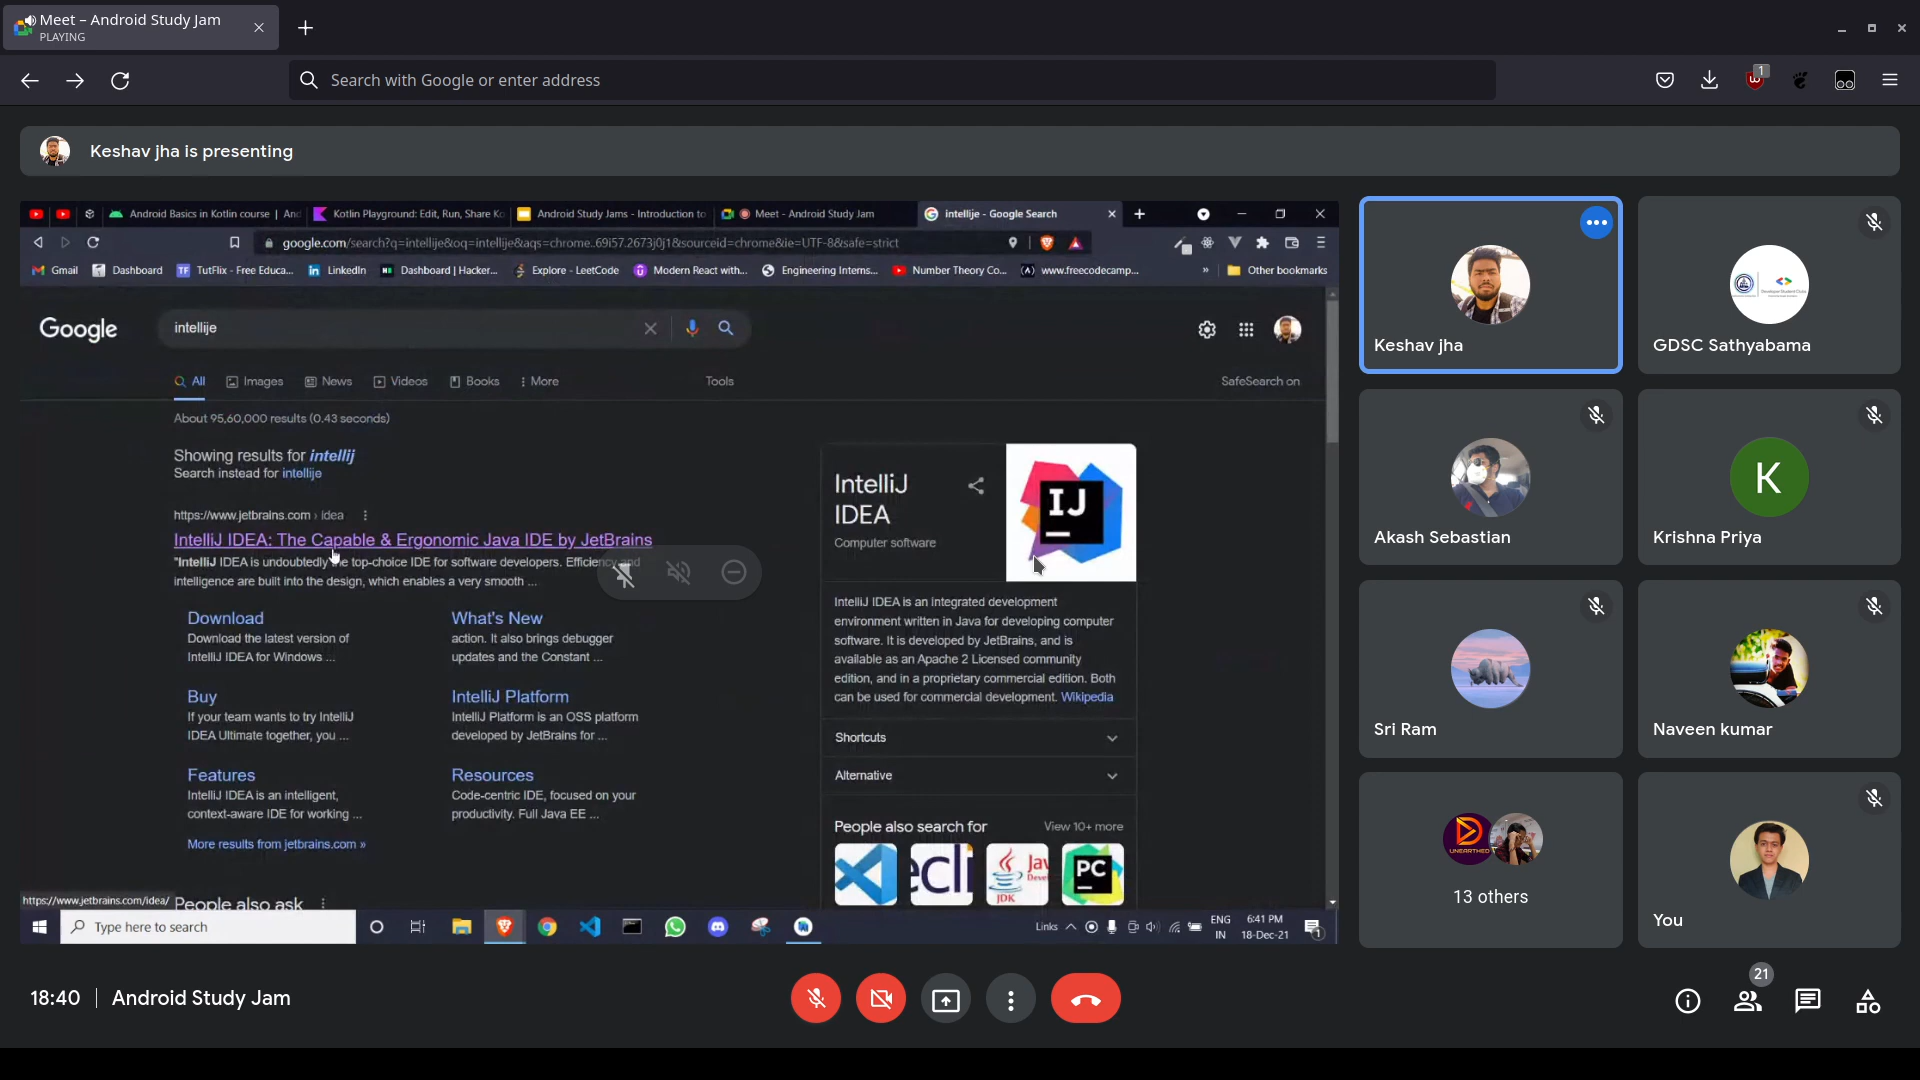 Meet – Android Study Jam
PLAYING
Search with Google or enter address
1
Keshav jha is presenting
Android Basics in Kotlin course | And
Kotlin Playground: Edit, Run, Share Ko
Android Study Jams - Introduction to
Meet - Android Study Jam
intellije - Google Search
google.com/search?q=intellije&oq=intellije&aqs=chrome..69i57.2673j0j1&sourceid=chrome&ie=UTF-8&safe=strict
Gmail
Dashboard
TF
TutFlix - Free Educa...
in
LinkedIn
Dashboard | Hacker...
Explore - LeetCode
Modern React with...
Engineering Interns...
Number Theory Co...
www.freecodecamp...
»
Other bookmarks
Google
intellije
All
Images
News
Videos
Books
More
Tools
SafeSearch on
About 95,60,000 results (0.43 seconds)
Showing results for intellij
Search instead for intellije
https://www.jetbrains.com › idea
IntelliJ IDEA: The Capable & Ergonomic Java IDE by JetBrains
"IntelliJ IDEA is undoubtedly the top-choice IDE for software developers. Efficiency and
intelligence are built into the design, which enables a very smooth ...
Download
Download the latest version of
IntelliJ IDEA for Windows ...
What's New
action. It also brings debugger
updates and the Constant ...
Buy
If your team wants to try IntelliJ
IDEA Ultimate together, you ...
IntelliJ Platform
IntelliJ Platform is an OSS platform
developed by JetBrains for ...
Features
IntelliJ IDEA is an intelligent,
context-aware IDE for working ...
Resources
Code-centric IDE, focused on your
productivity. Full Java EE ...
More results from jetbrains.com »
People also ask
https://www.jetbrains.com/idea/
IntelliJ
IDEA
Computer software
IJ
IntelliJ IDEA is an integrated development
environment written in Java for developing computer
software. It is developed by JetBrains, and is
available as an Apache 2 Licensed community
edition, and in a proprietary commercial edition. Both
can be used for commercial development. Wikipedia
Shortcuts
Alternative
People also search for
View 10+ more
ecli
Jav
Deve
JDK
PC
Type here to search
Links
ENG
IN
6:41 PM
18-Dec-21
1
Keshav jha
GDSC Sathyabama
Akash Sebastian
K
Krishna Priya
Sri Ram
Naveen kumar
UNEARTHED
13 others
You
18:40 | Android Study Jam
21